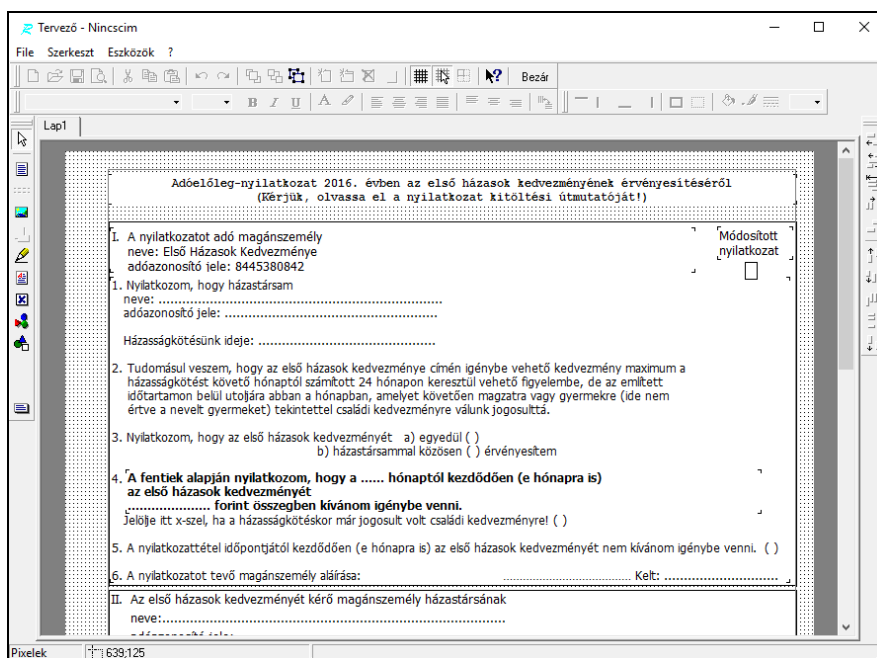 Tervező - Nincscim
File Szerkeszt Eszközök ?
B I U A Bezár
Lap1
Adóelőleg-nyilatkozat 2016. évben az első házasok kedvezményének érvényesítéséről
(Kérjük, olvassa el a nyilatkozat kitöltési útmutatóját!)
I. A nyilatkozatot adó magánszemély
neve: Első Házasok Kedvezménye
adóazonosító jele: 8445380842
Módosított
nyilatkozat
1. Nyilatkozom, hogy házastársam
neve: ....................................................................
adóazonosító jele: ...................................................
Házasságkötésünk ideje: ...........................................
2. Tudomásul veszem, hogy az első házasok kedvezménye címén igénybe vehető kedvezmény maximum a
házasságkötést követő hónaptól számított 24 hónapon keresztül vehető figyelembe, de az említett
időtartamon belül utoljára abban a hónapban, amelyet követően magzatra vagy gyermekre (ide nem
értve a nevelt gyermeket) tekintettel családi kedvezményre válunk jogosulttá.
3. Nyilatkozom, hogy az első házasok kedvezményét a) egyedül ( )
b) házastársammal közösen ( ) érvényesítem
4. A fentiek alapján nyilatkozom, hogy a ...... hónaptól kezdődően (e hónapra is)
az első házasok kedvezményét
.................... forint összegben kívánom igénybe venni.
Jelölje itt x-szel, ha a házasságkötéskor már jogosult volt családi kedvezményre! ( )
5. A nyilatkozattétel időpontjától kezdődően (e hónapra is) az első házasok kedvezményét nem kívánom igénybe venni. ( )
6. A nyilatkozatot tevő magánszemély aláírása: ....................................... Kelt: ............................
II. Az első házasok kedvezményét kérő magánszemély házastársának
neve:...................................................................................
adóazonosító jele:
Pixelek 639;125